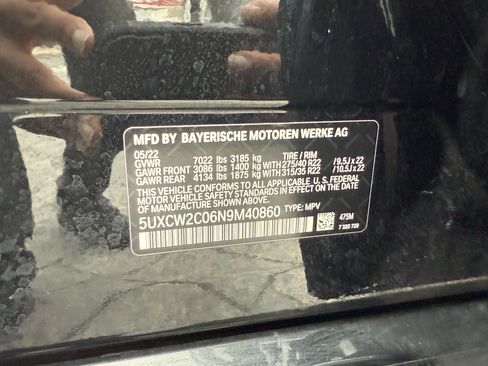 MFD BY BAYERISCHE MOTOREN WERKE AG
05/22
GVWR 7022 lbs 3185 kg TIRE / RIM
GAWR FRONT 3086 lbs 1400 kg WITH 275/40 R22 / 9.5J x 22
GAWR REAR 4134 lbs 1875 kg WITH 315/35 R22 / 10.5J x 22
THIS VEHICLE CONFORMS TO ALL APPLICABLE U.S. FEDERAL
MOTOR VEHICLE SAFETY STANDARDS IN EFFECT ON THE
DATE OF MANUFACTURE SHOWN ABOVE.
5UXCW2C06N9M40860 TYPE: MPV
475M
7 320 729